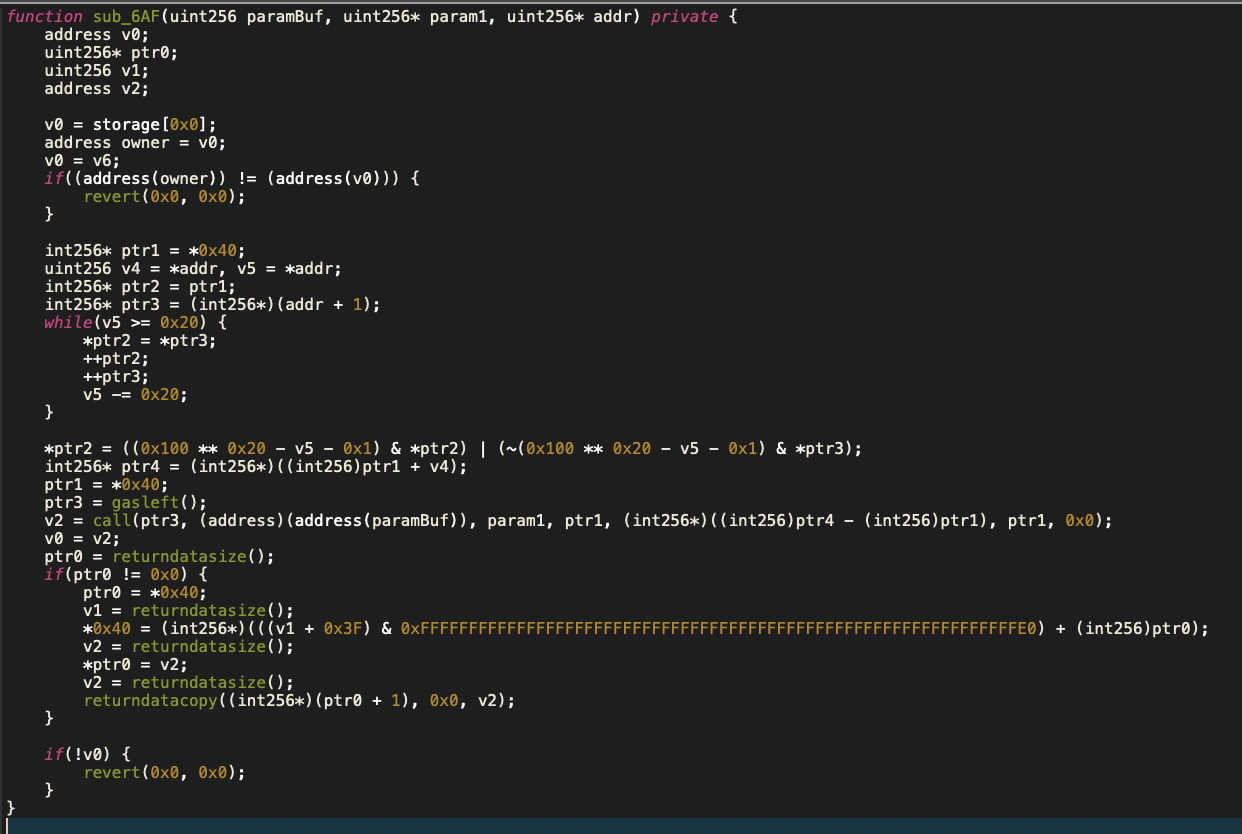 function sub_6AF(uint256 paramBuf, uint256* param1, uint256* addr) private {
    address v0;
    uint256* ptr0;
    uint256 v1;
    address v2;

    v0 = storage[0x0];
    address owner = v0;
    v0 = v6;
    if((address(owner)) != (address(v0))) {
        revert(0x0, 0x0);
    }

    int256* ptr1 = *0x40;
    uint256 v4 = *addr, v5 = *addr;
    int256* ptr2 = ptr1;
    int256* ptr3 = (int256*)(addr + 1);
    while(v5 >= 0x20) {
        *ptr2 = *ptr3;
        ++ptr2;
        ++ptr3;
        v5 -= 0x20;
    }

    *ptr2 = ((0x100 ** 0x20 - v5 - 0x1) & *ptr2) | (~(0x100 ** 0x20 - v5 - 0x1) & *ptr3);
    int256* ptr4 = (int256*)((int256)ptr1 + v4);
    ptr1 = *0x40;
    ptr3 = gasleft();
    v2 = call(ptr3, (address)(address(paramBuf)), param1, ptr1, (int256*)((int256)ptr4 - (int256)ptr1), ptr1, 0x0);
    v0 = v2;
    ptr0 = returndatasize();
    if(ptr0 != 0x0) {
        ptr0 = *0x40;
        v1 = returndatasize();
        *0x40 = (int256*)(((v1 + 0x3F) & 0xFFFFFFFFFFFFFFFFFFFFFFFFFFFFFFFFFFFFFFFFFFFFFFFFFFFFFFFFFFFFFFE0) + (int256)ptr0);
        v2 = returndatasize();
        *ptr0 = v2;
        v2 = returndatasize();
        returndatacopy((int256*)(ptr0 + 1), 0x0, v2);
    }

    if(!v0) {
        revert(0x0, 0x0);
    }
}